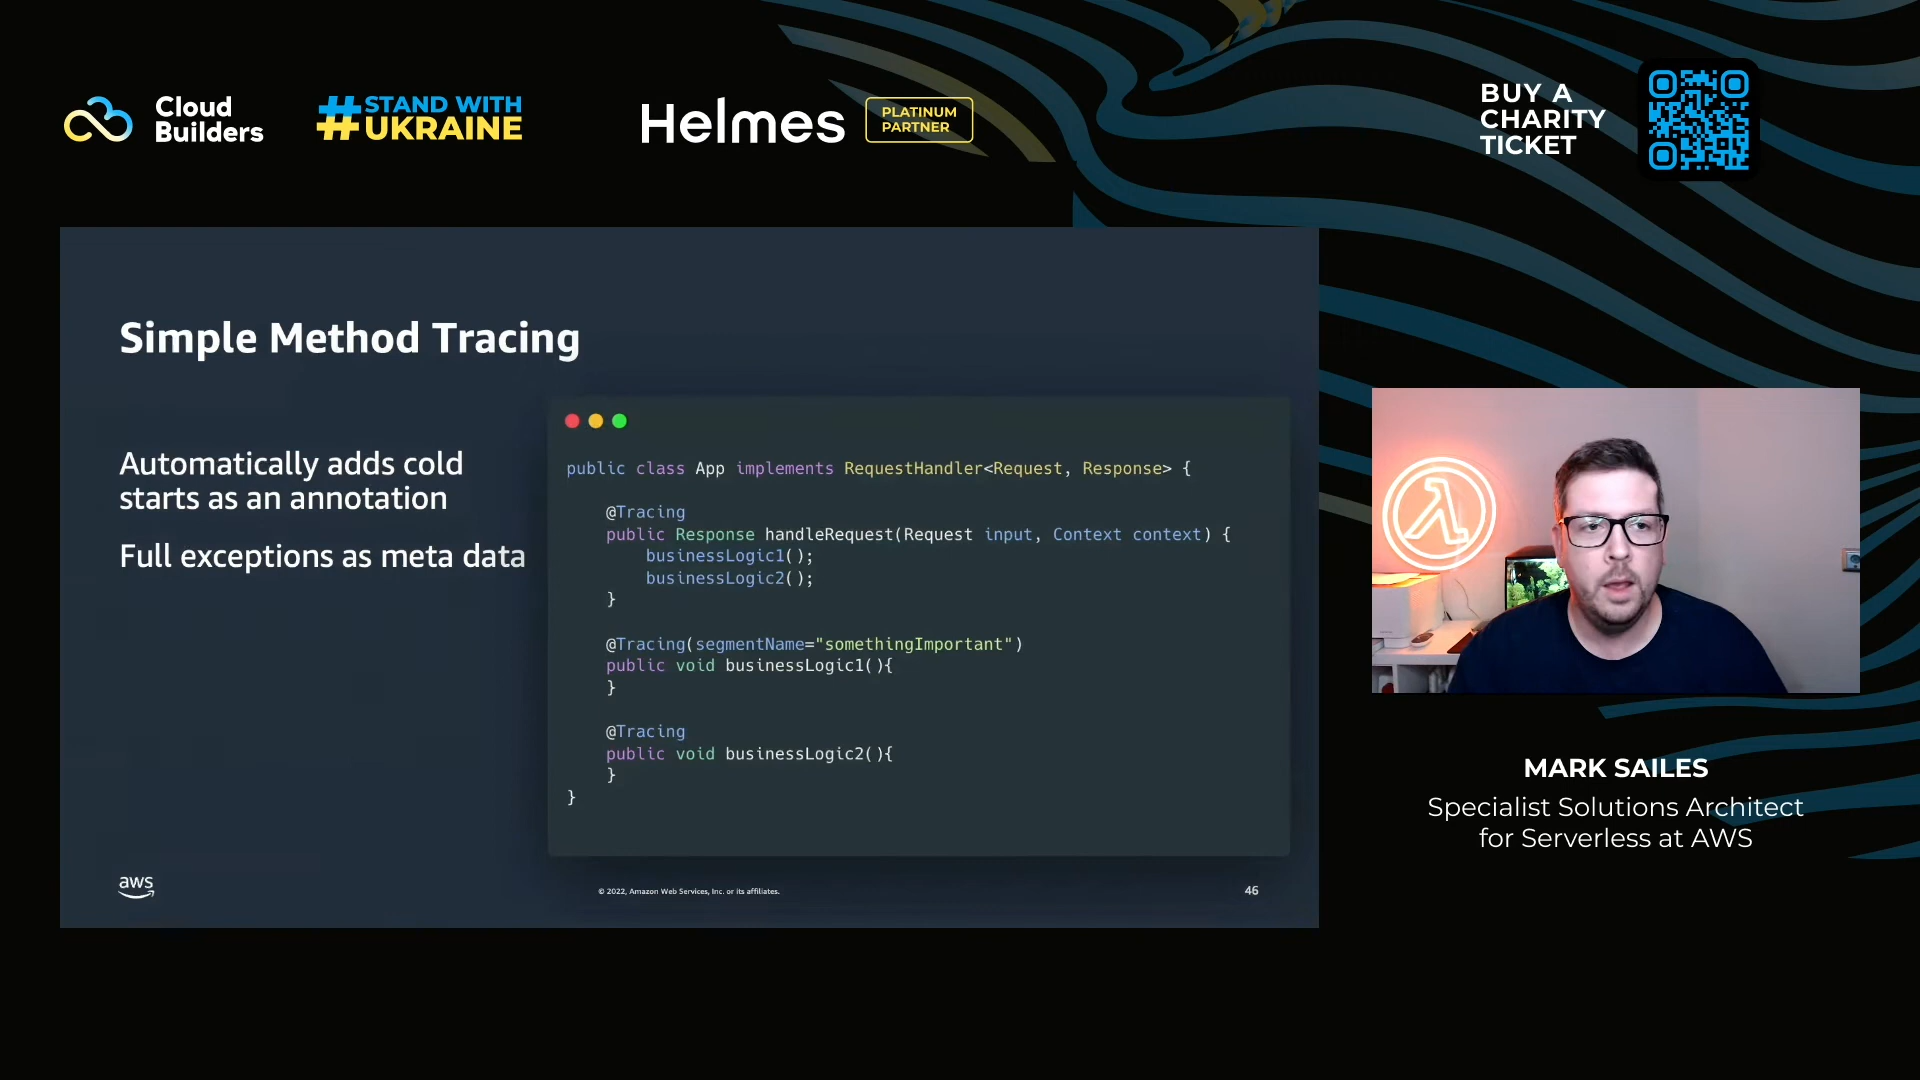 Cloud
Builders
#STAND WITH
UKRAINE
Helmes
PLATINUM
PARTNER
BUY A
CHARITY
TICKET
Simple Method Tracing
Automatically adds cold
starts as an annotation
Full exceptions as meta data
public class App implements RequestHandler<Request, Response> {
@Tracing
public Response handleRequest(Request input, Context context) {
businessLogic1();
businessLogic2();
}
@Tracing(segmentName="somethingImportant")
public void businessLogic1(){
}
@Tracing
public void businessLogic2(){
}
}
aws
© 2022, Amazon Web Services, Inc. or its affiliates.
46
MARK SAILES
Specialist Solutions Architect
for Serverless at AWS